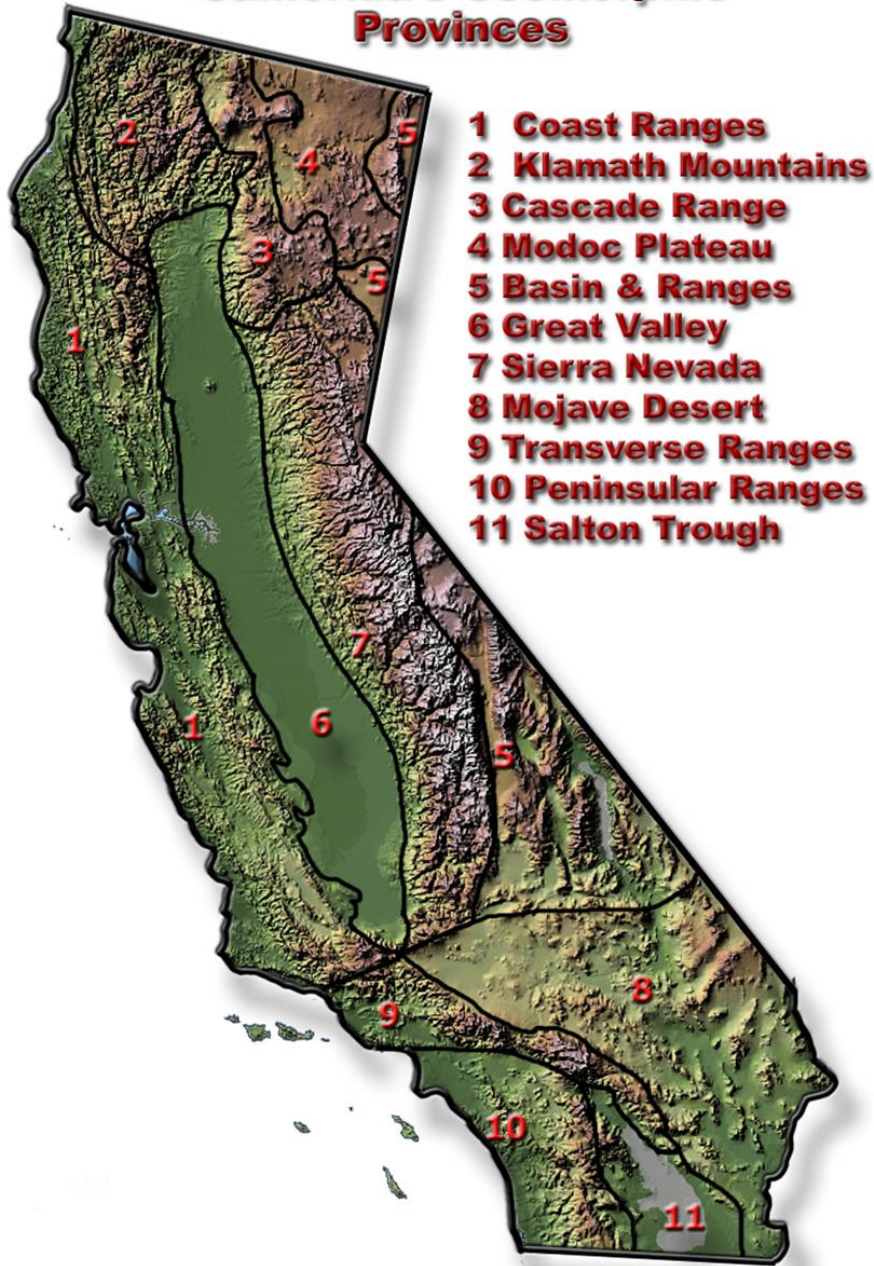 Provinces
1 Coast Ranges
2 Klamath Mountains
3 Cascade Range
4 Modoc Plateau
5 Basin & Ranges
6 Great Valley
7 Sierra Nevada
8 Mojave Desert
9 Transverse Ranges
10 Peninsular Ranges
11 Salton Trough
2
5
4
3
5
1
7
1
6
5
8
9
10
11